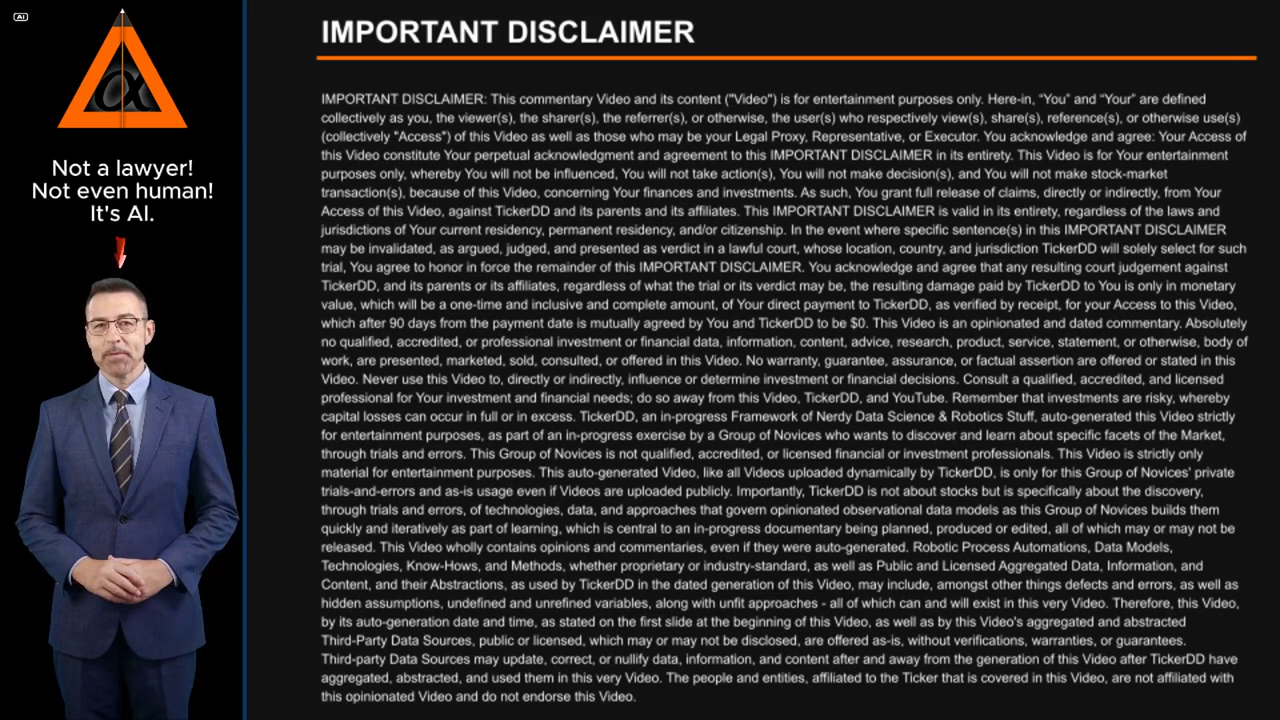 AI
α
Not a lawyer!
Not even human!
It's AI.
IMPORTANT DISCLAIMER
IMPORTANT DISCLAIMER: This commentary Video and its content ("Video") is for entertainment purposes only. Here-in, “You” and “Your” are defined
collectively as you, the viewer(s), the sharer(s), the referrer(s), or otherwise, the user(s) who respectively view(s), share(s), reference(s), or otherwise use(s)
(collectively "Access") of this Video as well as those who may be your Legal Proxy, Representative, or Executor. You acknowledge and agree: Your Access of
this Video constitute Your perpetual acknowledgment and agreement to this IMPORTANT DISCLAIMER in its entirety. This Video is for Your entertainment
purposes only, whereby You will not be influenced, You will not take action(s), You will not make decision(s), and You will not make stock-market
transaction(s), because of this Video, concerning Your finances and investments. As such, You grant full release of claims, directly or indirectly, from Your
Access of this Video, against TickerDD and its parents and its affiliates. This IMPORTANT DISCLAIMER is valid in its entirety, regardless of the laws and
jurisdictions of Your current residency, permanent residency, and/or citizenship. In the event where specific sentence(s) in this IMPORTANT DISCLAIMER
may be invalidated, as argued, judged, and presented as verdict in a lawful court, whose location, country, and jurisdiction TickerDD will solely select for such
trial, You agree to honor in force the remainder of this IMPORTANT DISCLAIMER. You acknowledge and agree that any resulting court judgement against
TickerDD, and its parents or its affiliates, regardless of what the trial or its verdict may be, the resulting damage paid by TickerDD to You is only in monetary
value, which will be a one-time and inclusive and complete amount, of Your direct payment to TickerDD, as verified by receipt, for your Access to this Video,
which after 90 days from the payment date is mutually agreed by You and TickerDD to be $0. This Video is an opinionated and dated commentary. Absolutely
no qualified, accredited, or professional investment or financial data, information, content, advice, research, product, service, statement, or otherwise, body of
work, are presented, marketed, sold, consulted, or offered in this Video. No warranty, guarantee, assurance, or factual assertion are offered or stated in this
Video. Never use this Video to, directly or indirectly, influence or determine investment or financial decisions. Consult a qualified, accredited, and licensed
professional for Your investment and financial needs; do so away from this Video, TickerDD, and YouTube. Remember that investments are risky, whereby
capital losses can occur in full or in excess. TickerDD, an in-progress Framework of Nerdy Data Science & Robotics Stuff, auto-generated this Video strictly
for entertainment purposes, as part of an in-progress exercise by a Group of Novices who wants to discover and learn about specific facets of the Market,
through trials and errors. This Group of Novices is not qualified, accredited, or licensed financial or investment professionals. This Video is strictly only
material for entertainment purposes. This auto-generated Video, like all Videos uploaded dynamically by TickerDD, is only for this Group of Novices' private
trials-and-errors and as-is usage even if Videos are uploaded publicly. Importantly, TickerDD is not about stocks but is specifically about the discovery,
through trials and errors, of technologies, data, and approaches that govern opinionated observational data models as this Group of Novices builds them
quickly and iteratively as part of learning, which is central to an in-progress documentary being planned, produced or edited, all of which may or may not be
released. This Video wholly contains opinions and commentaries, even if they were auto-generated. Robotic Process Automations, Data Models,
Technologies, Know-Hows, and Methods, whether proprietary or industry-standard, as well as Public and Licensed Aggregated Data, Information, and
Content, and their Abstractions, as used by TickerDD in the dated generation of this Video, may include, amongst other things defects and errors, as well as
hidden assumptions, undefined and unrefined variables, along with unfit approaches - all of which can and will exist in this very Video. Therefore, this Video,
by its auto-generation date and time, as stated on the first slide at the beginning of this Video, as well as by this Video's aggregated and abstracted
Third-Party Data Sources, public or licensed, which may or may not be disclosed, are offered as-is, without verifications, warranties, or guarantees.
Third-party Data Sources may update, correct, or nullify data, information, and content after and away from the generation of this Video after TickerDD have
aggregated, abstracted, and used them in this very Video. The people and entities, affiliated to the Ticker that is covered in this Video, are not affiliated with
this opinionated Video and do not endorse this Video.